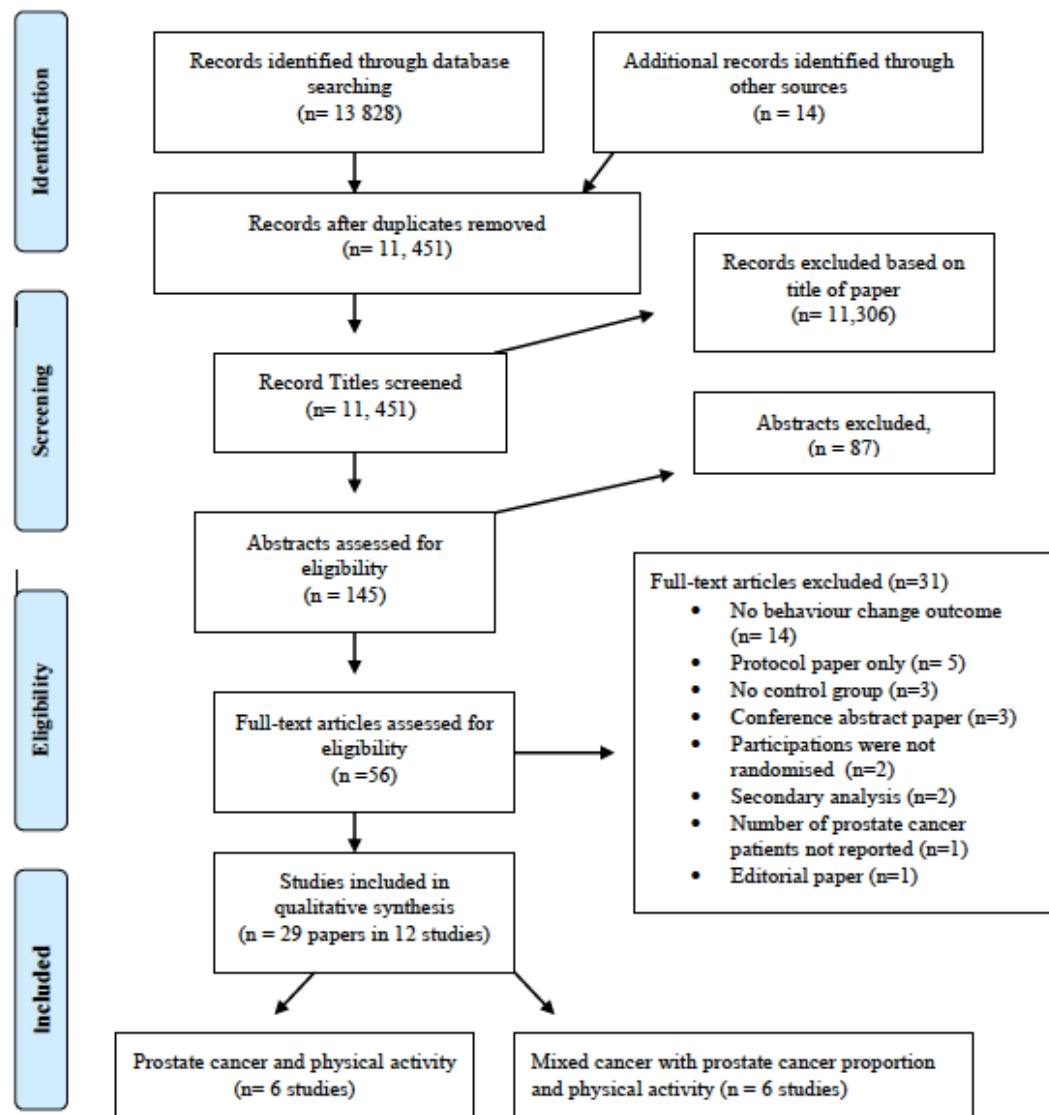 Identification
Records identified through database
searching
(n= 13 828)
Additional records identified through
other sources
(n = 14)
Records after duplicates removed
(n= 11, 451)
Records excluded based on
title of paper
(n= 11,306)
Screening
Record Titles screened
(n= 11, 451)
Abstracts excluded,
(n = 87)
Abstracts assessed for
eligibility
(n = 145)
Eligibility
Full-text articles assessed for
eligibility
(n =56)
Full-text articles excluded (n=31)
• No behaviour change outcome
(n= 14)
• Protocol paper only (n= 5)
• No control group (n=3)
• Conference abstract paper (n=3)
• Participations were not
randomised (n=2)
• Secondary analysis (n=2)
• Number of prostate cancer
patients not reported (n=1)
• Editorial paper (n=1)
Included
Studies included in
qualitative synthesis
(n = 29 papers in 12 studies)
Prostate cancer and physical activity
(n= 6 studies)
Mixed cancer with prostate cancer proportion
and physical activity (n = 6 studies)